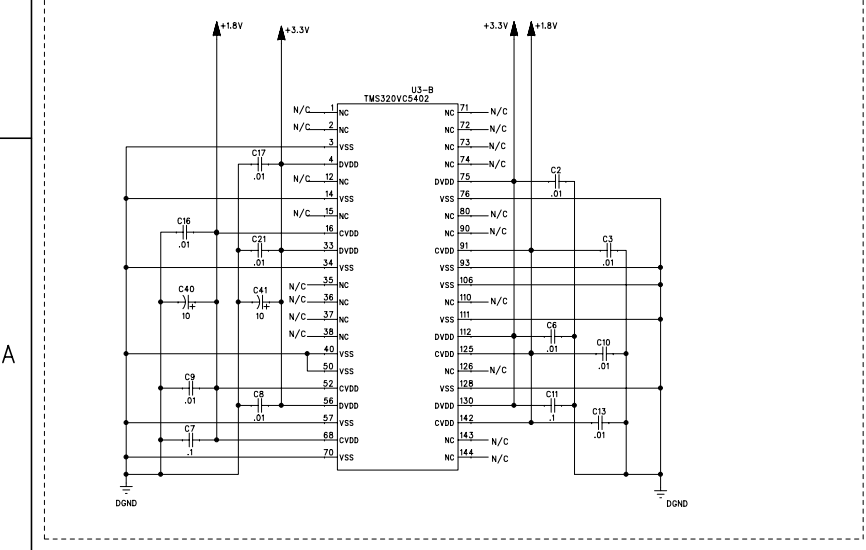 +1.8V
+3.3V
+3.3V
+1.8V
U3-B
TMS320VC5402
N/C 1 NC
NC 71 N/C
N/C 2 NC
NC 72 N/C
3 VSS
NC 73 N/C
C17
.01
4 DVDD
NC 74 N/C
N/C 12 NC
DVDD 75
C2
.01
14 VSS
VSS 76
N/C 15 NC
NC 80 N/C
C16
.01
16 CVDD
NC 90 N/C
C21
.01
33 DVDD
CVDD 91
C3
.01
34 VSS
VSS 93
N/C 35 NC
VSS 106
C40
+
10
C41
+
10
N/C 36 NC
NC 110 N/C
N/C 37 NC
VSS 111
N/C 38 NC
DVDD 112
C6
.01
40 VSS
CVDD 125
C10
.01
A
50 VSS
NC 126 N/C
C9
.01
52 CVDD
VSS 128
C8
.01
56 DVDD
DVDD 130
C11
.1
57 VSS
CVDD 142
C13
.01
C7
.1
68 CVDD
NC 143 N/C
70 VSS
NC 144 N/C
DGND
DGND